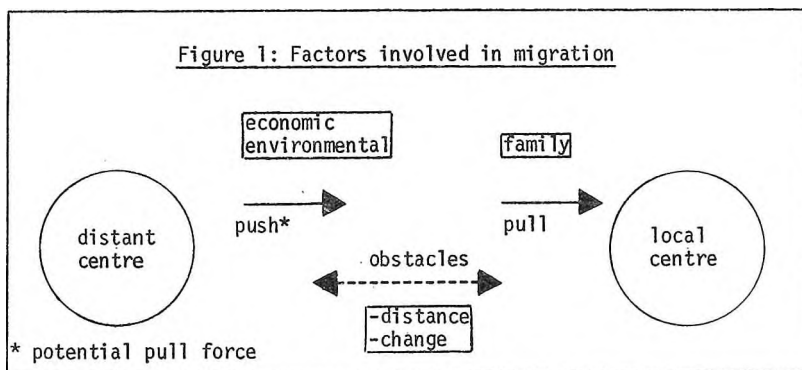 Figure 1: Factors involved in migration
economic
environmental
family
distant
centre
push*
pull
local
centre
obstacles
-distance
-change
* potential pull force